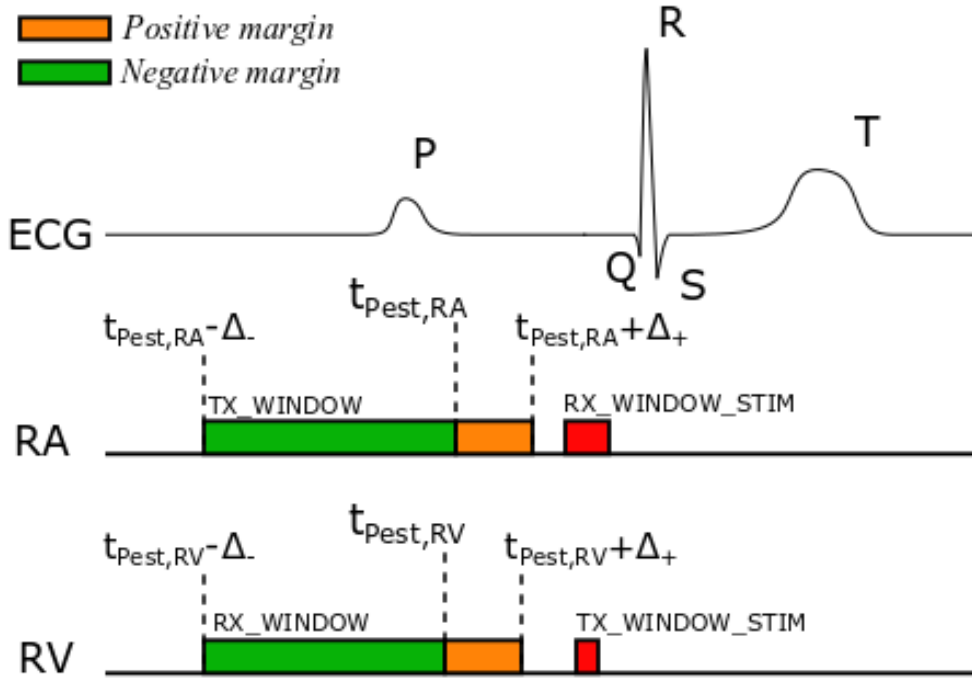 Positive margin
Negative margin
R
P
T
ECG
Q
S
tPest,RA-Δ-
tPest,RA
tPest,RA+Δ+
TX_WINDOW
RX_WINDOW_STIM
RA
tPest,RV-Δ-
tPest,RV
tPest,RV+Δ+
RX_WINDOW
TX_WINDOW_STIM
RV